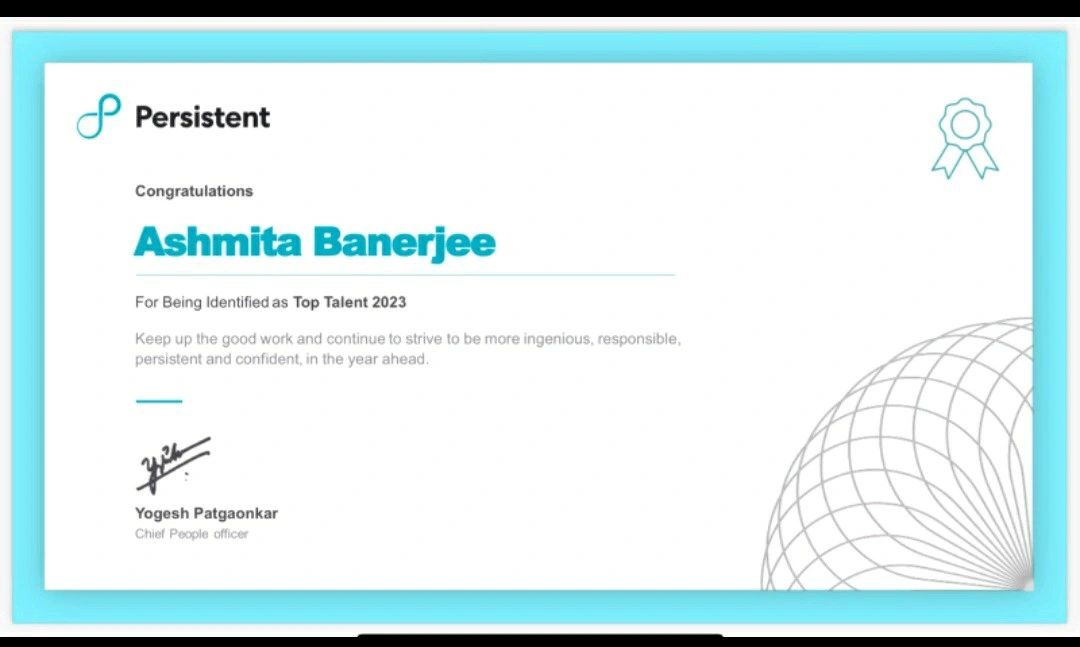 Persistent
Congratulations
Ashmita Banerjee
For Being Identified as Top Talent 2023
Keep up the good work and continue to strive to be more ingenious, responsible,
persistent and confident, in the year ahead.
Yogesh Patgaonkar
Chief People officer